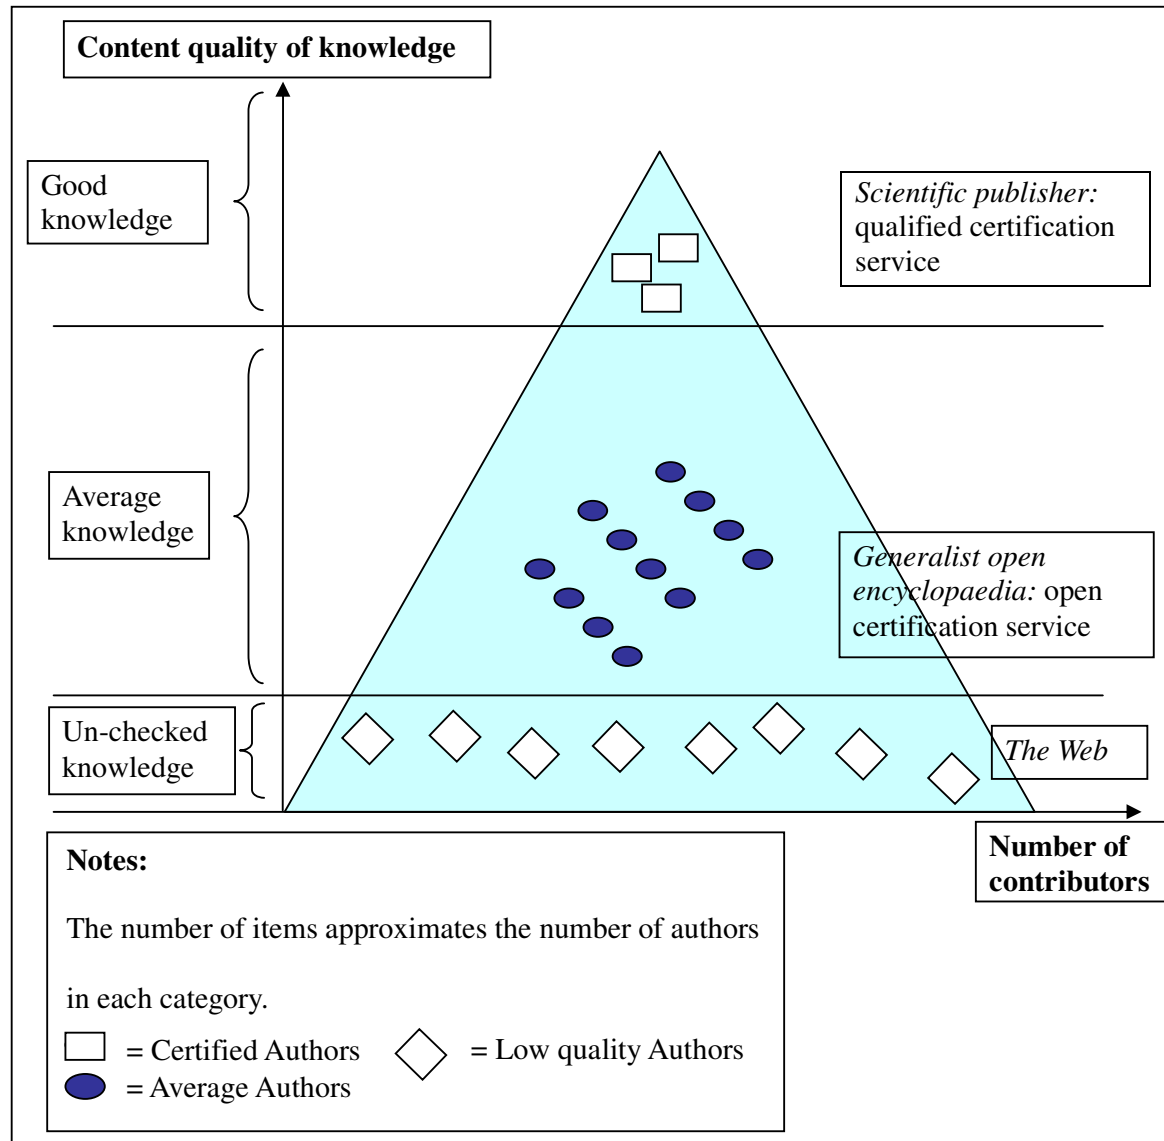 Content quality of knowledge
Good
knowledge
Scientific publisher:
qualified certification
service
Average
knowledge
Generalist open
encyclopaedia: open
certification service
Un-checked
knowledge
The Web
Number of
contributors
Notes:
The number of items approximates the number of authors
in each category.
= Certified Authors
= Low quality Authors
= Average Authors